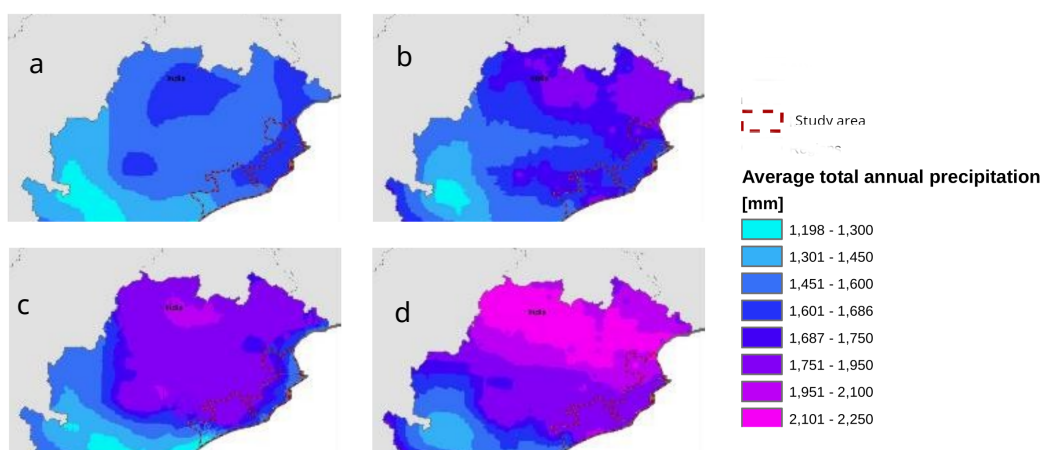 a
India
b
India
c
India
d
India
Study area
Average total annual precipitation
[mm]
1,198 - 1,300
1,301 - 1,450
1,451 - 1,600
1,601 - 1,686
1,687 - 1,750
1,751 - 1,950
1,951 - 2,100
2,101 - 2,250